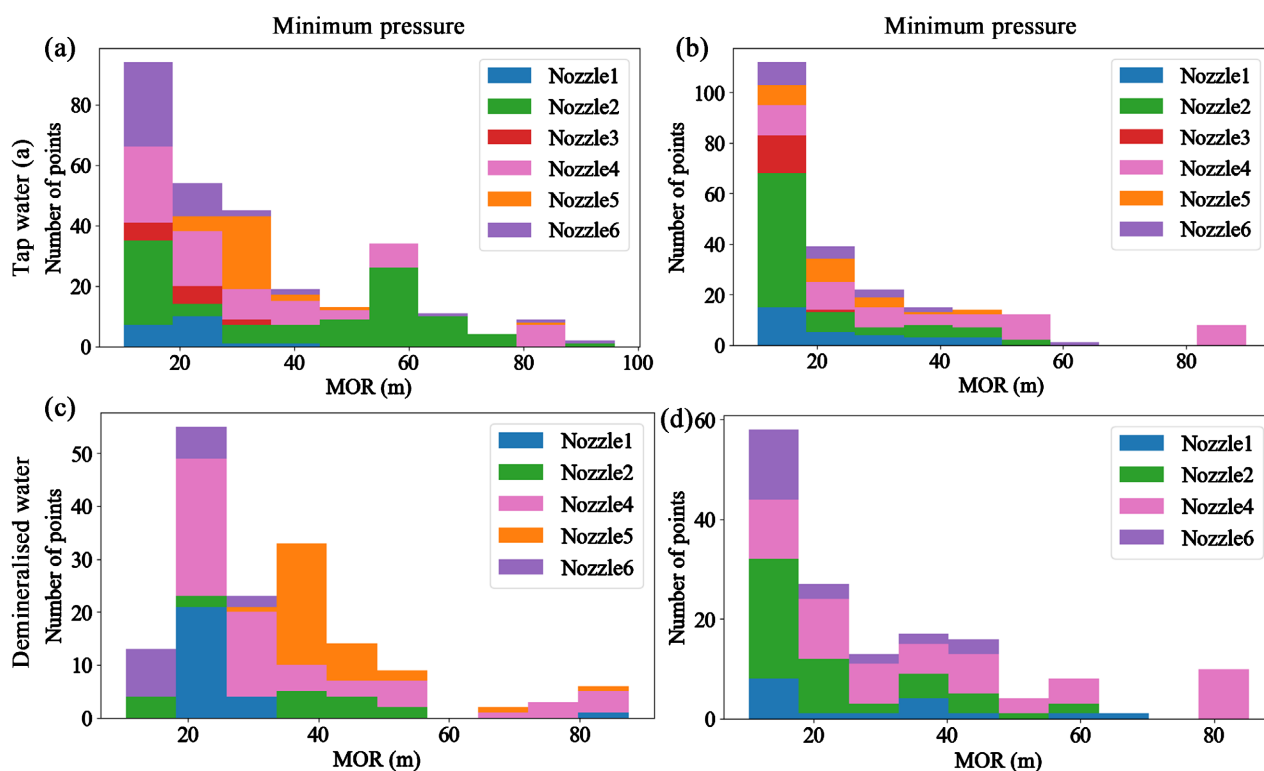 Minimum pressure
Minimum pressure
(a)
(b)
Tap water (a)
Number of points
80
60
40
20
0
20
40
60
80
100
MOR (m)
Nozzle1
Nozzle2
Nozzle3
Nozzle4
Nozzle5
Nozzle6
Number of points
100
80
60
40
20
0
20
40
60
80
MOR (m)
Nozzle1
Nozzle2
Nozzle3
Nozzle4
Nozzle5
Nozzle6
(c)
(d)
Demineralised water
Number of points
50
40
30
20
10
0
20
40
60
80
MOR (m)
Nozzle1
Nozzle2
Nozzle4
Nozzle5
Nozzle6
Number of points
60
40
20
0
20
40
60
80
MOR (m)
Nozzle1
Nozzle2
Nozzle4
Nozzle6